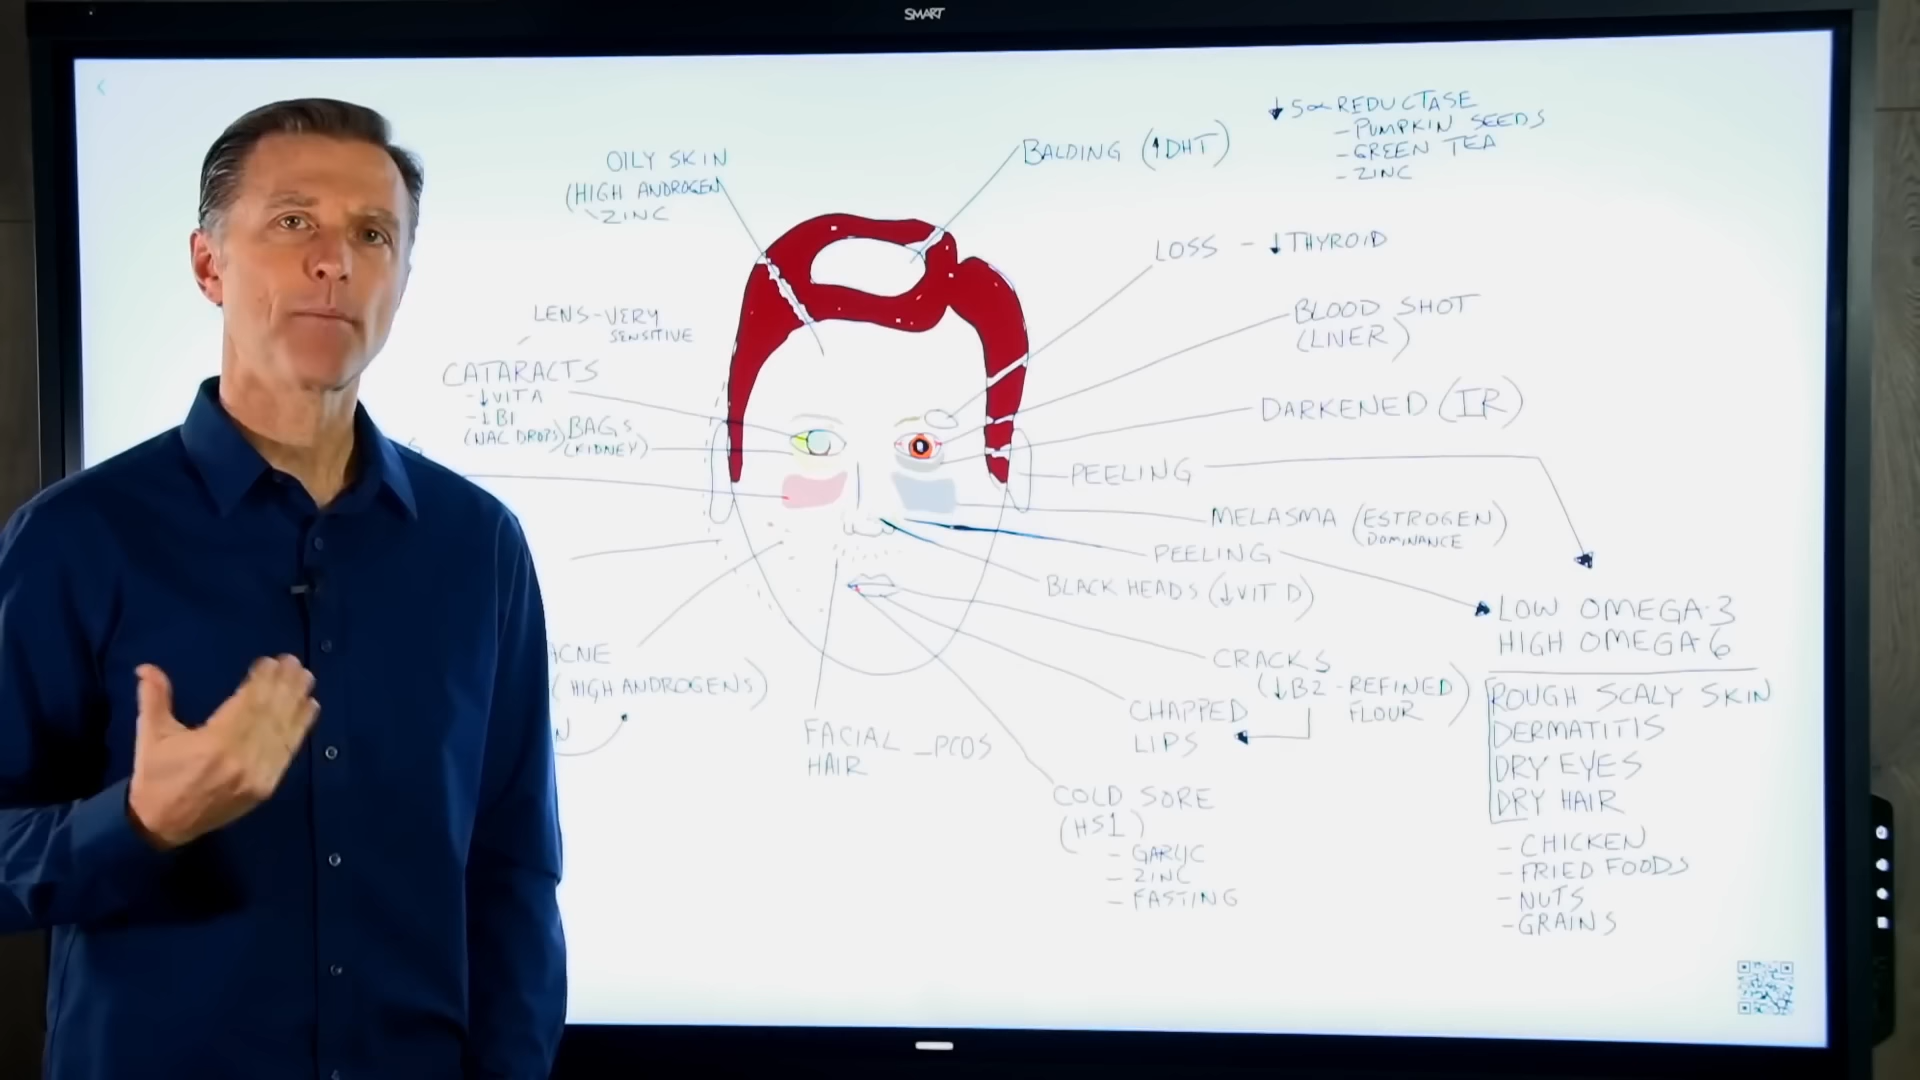 SMART
OILY SKIN
(HIGH ANDROGEN
ZINC
BALDING (↑DHT)
↓ 5∝ REDUCTASE
- PUMPKIN SEEDS
- GREEN TEA
- ZINC
LOSS - ↓THYROID
LENS-VERY
SENSITIVE
CATARACTS
- ↓VIT A
- ↓B1
(NAC DROPS)
BAGS
(KIDNEY)
BLOOD SHOT
(LIVER)
DARKENED (IR)
PEELING
MELASMA (ESTROGEN)
DOMINANCE
PEELING
BLACK HEADS (↓VIT D)
LOW OMEGA-3
HIGH OMEGA-6
ROUGH SCALY SKIN
DERMATITIS
DRY EYES
DRY HAIR
- CHICKEN
- FRIED FOODS
- NUTS
- GRAINS
CRACKS
(↓B2 - REFINED
FLOUR)
CHAPPED
LIPS
ACNE
(HIGH ANDROGENS)
FACIAL - PCOS
HAIR
COLD SORE
(HS1)
- GARLIC
- ZINC
- FASTING